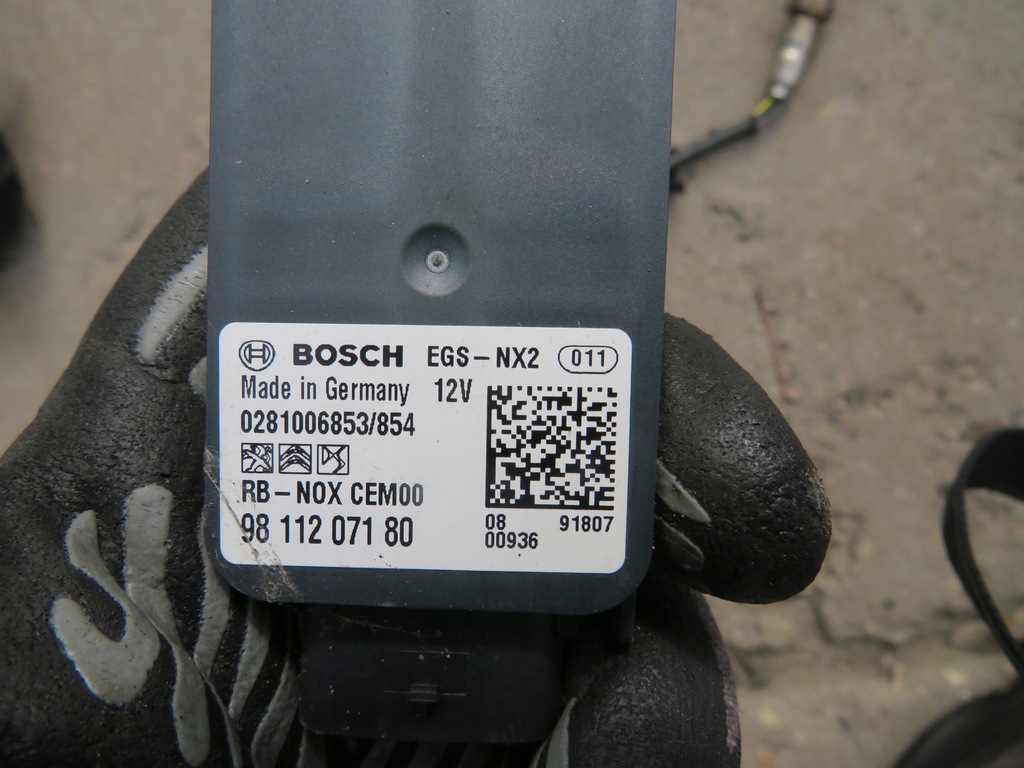 BOSCH EGS-NX2 011
Made in Germany 12V
0281006853/854
RB-NOX CEM00
98 112 071 80
08 91807
00936